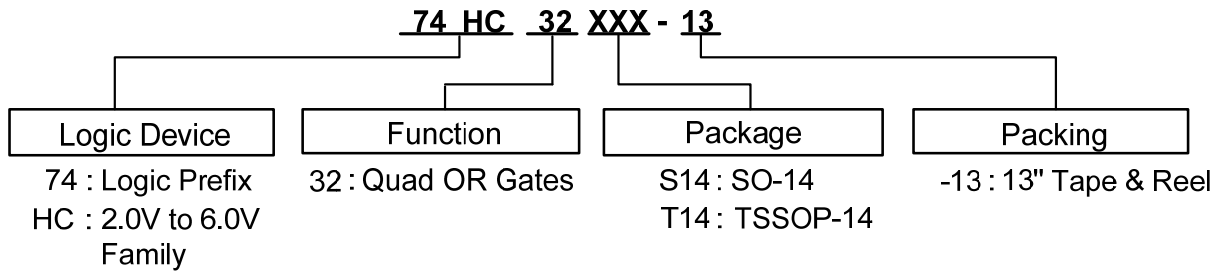 74 HC 32 XXX - 13
Logic Device Function Package Packing
74 : Logic Prefix 32 : Quad OR Gates S14 : SO-14 -13 : 13" Tape & Reel
HC : 2.0V to 6.0V T14 : TSSOP-14
Family